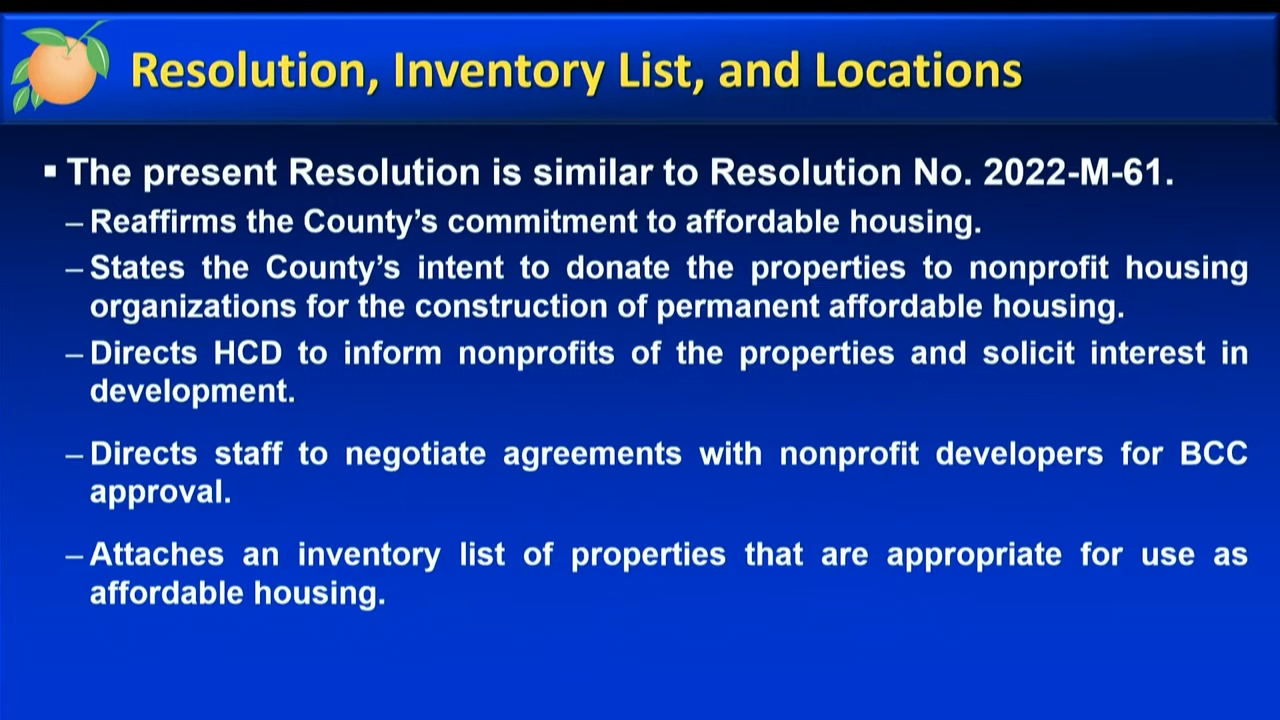 Resolution, Inventory List, and Locations
▪ The present Resolution is similar to Resolution No. 2022-M-61.
– Reaffirms the County’s commitment to affordable housing.
– States the County’s intent to donate the properties to nonprofit housing
organizations for the construction of permanent affordable housing.
– Directs HCD to inform nonprofits of the properties and solicit interest in
development.
– Directs staff to negotiate agreements with nonprofit developers for BCC
approval.
– Attaches an inventory list of properties that are appropriate for use as
affordable housing.